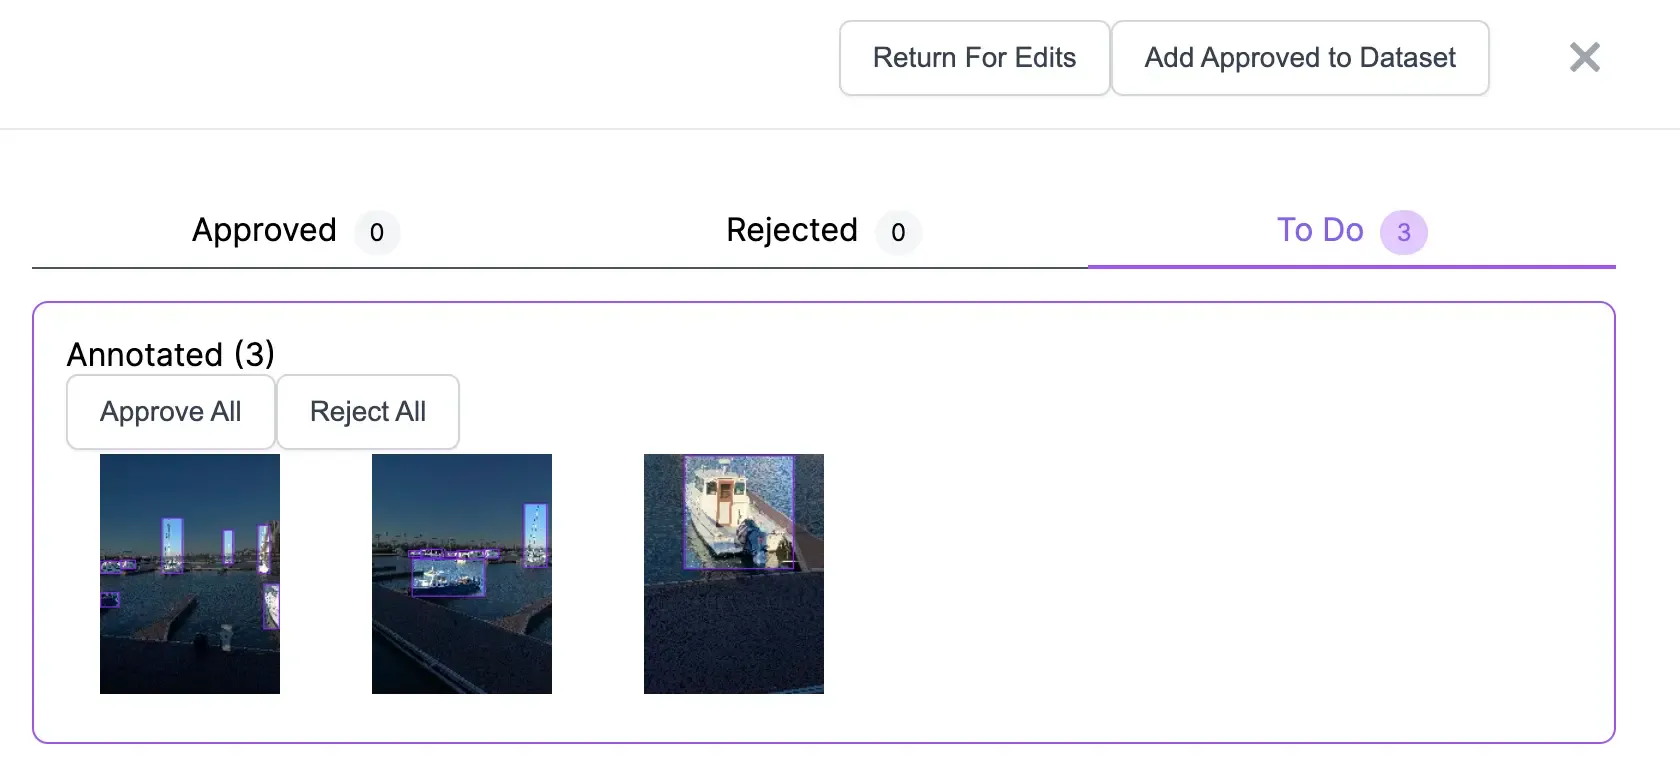 Return For Edits
Add Approved to Dataset
Approved 0
Rejected 0
To Do 3
Annotated (3)
Approve All
Reject All